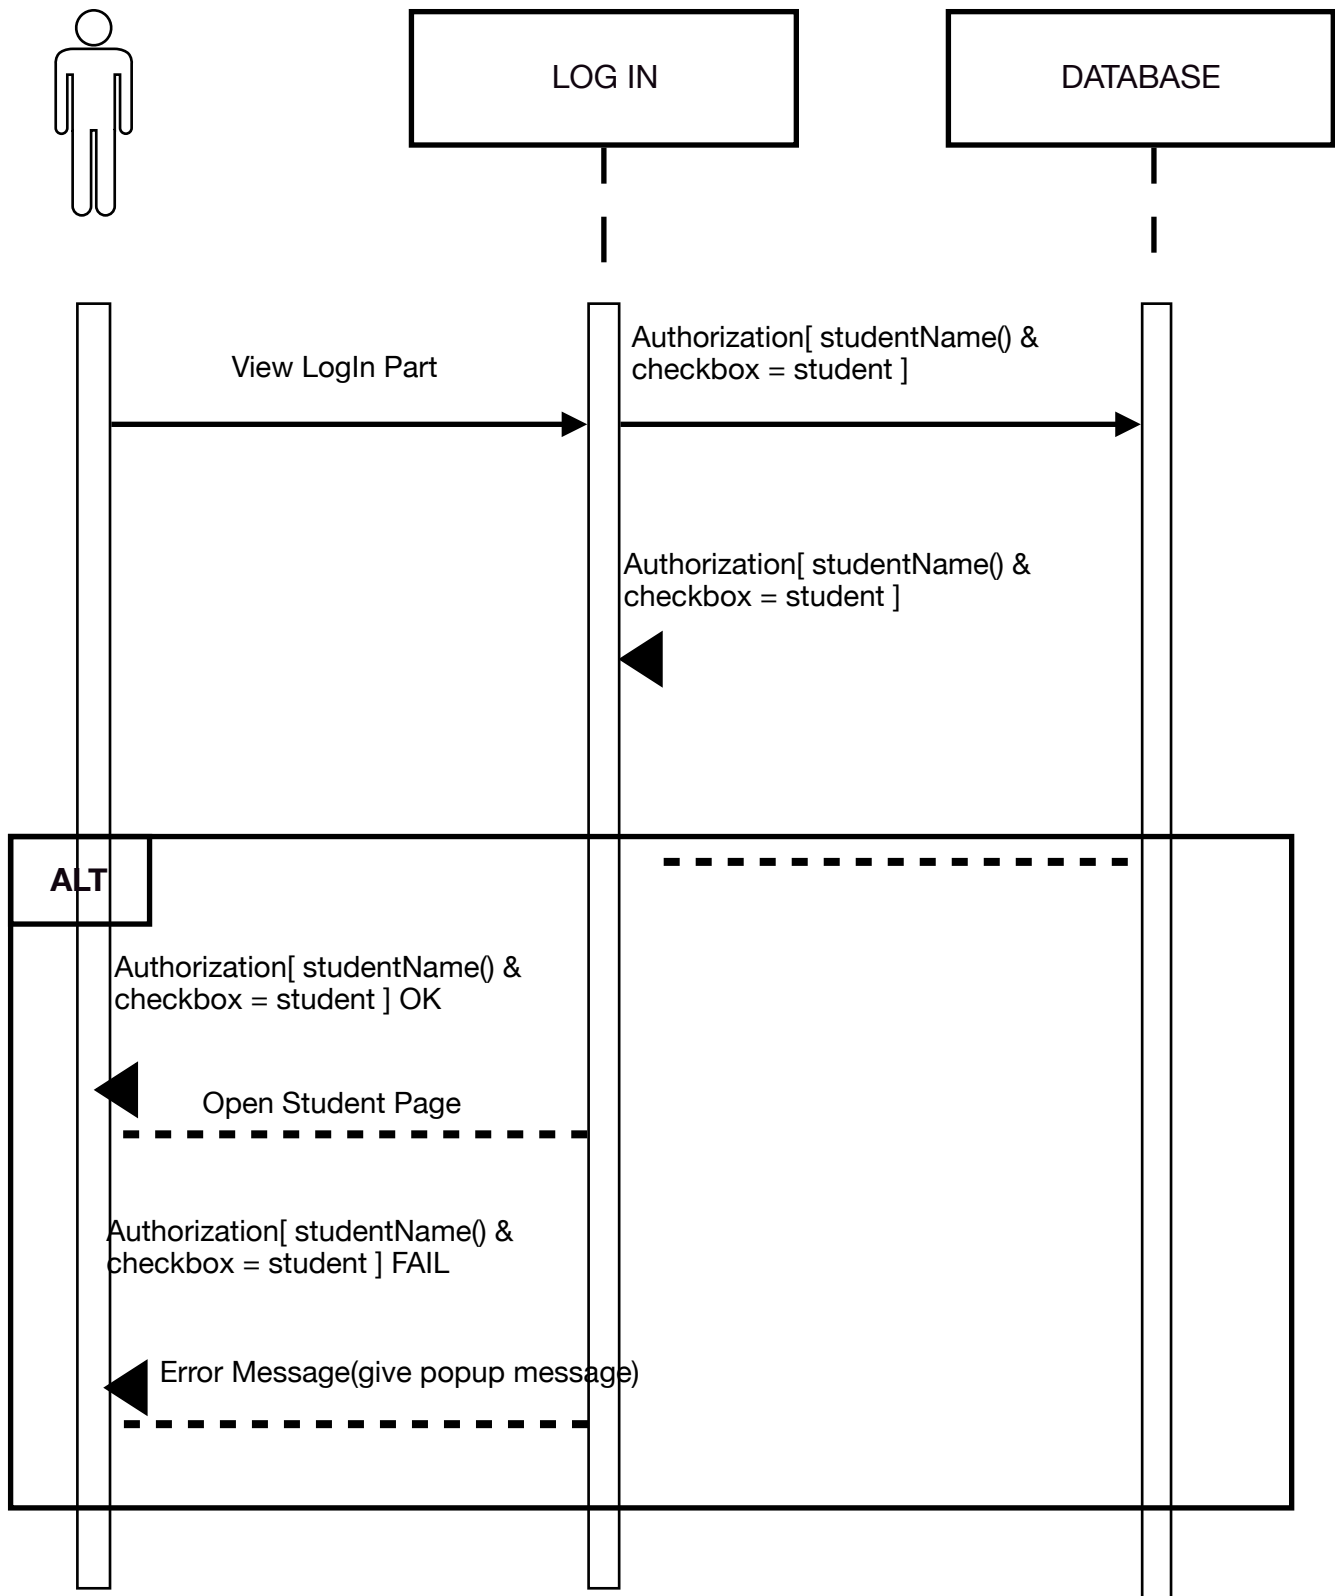 LOG IN
DATABASE
View LogIn Part
Authorization[ studentName() &
checkbox = student ]
Authorization[ studentName() &
checkbox = student ]
ALT
Authorization[ studentName() &
checkbox = student ] OK
Open Student Page
Authorization[ studentName() &
checkbox = student ] FAIL
Error Message(give popup message)